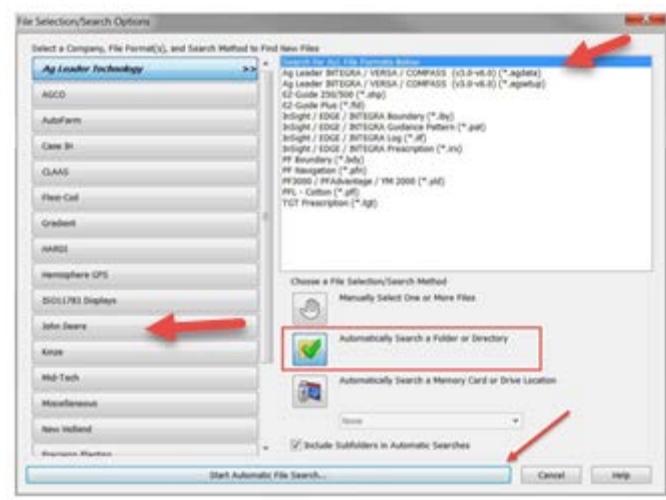 File Selection/Search Options
Select a Company, File Format(s), and Search Method to Find New Files
Ag Leader Technology >>
AGCO
AutoFarm
Case IH
CLAAS
Flexi-Coil
Gradient
HARDI
Hemisphere GPS
ISO11783 Displays
John Deere
Kinze
Mid-Tech
Miscellaneous
New Holland
Precision Planting
Search for ALL File Formats Below
Ag Leader INTEGRA / VERSA / COMPASS (v3.0-v6.0) (*.agdata)
Ag Leader INTEGRA / VERSA / COMPASS (v3.0-v6.0) (*.agsetup)
EZ-Guide 250/500 (*.shp)
EZ-Guide Plus (*.fld)
InSight / EDGE / INTEGRA Boundary (*.iby)
InSight / EDGE / INTEGRA Guidance Pattern (*.pat)
InSight / EDGE / INTEGRA Log (*.ilf)
InSight / EDGE / INTEGRA Prescription (*.irx)
PF Boundary (*.bdy)
PF Navigation (*.pfn)
PF3000 / PFAdvantage / YM 2000 (*.yld)
PFL - Cotton (*.pfl)
TGT Prescription (*.tgt)
Choose a File Selection/Search Method
Manually Select One or More Files
Automatically Search a Folder or Directory
Automatically Search a Memory Card or Drive Location
None
Include Subfolders in Automatic Searches
Start Automatic File Search...
Cancel
Help